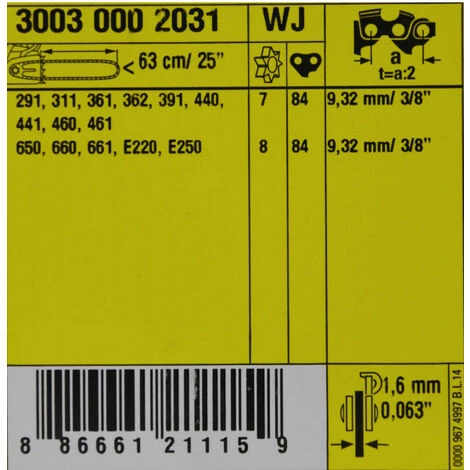 3003 000 2031 WJ
< 63 cm/ 25" a
t=a:2
291, 311, 361, 362, 391, 440, 7 84 9,32 mm/ 3/8"
441, 460, 461
650, 660, 661, E220, E250 8 84 9,32 mm/ 3/8"
1,6 mm
0,063"
0000 967 4997 B.L.14
8 86661 21115 9